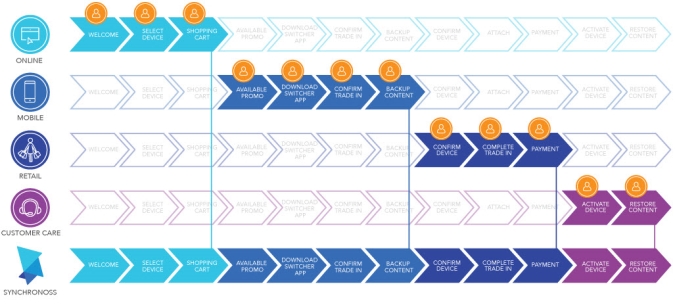 WELCOME
SELECT
DEVICE
SHOPPING
CART
AVAILABLE
PROMO
DOWNLOAD
SWITCHER
APP
CONFIRM
TRADE IN
BACKUP
CONTENT
CONFIRM
DEVICE
ATTACH
PAYMENT
ACTIVATE
DEVICE
RESTORE
CONTENT
ONLINE
WELCOME
SELECT
DEVICE
SHOPPING
CART
AVAILABLE
PROMO
DOWNLOAD
SWITCHER
APP
CONFIRM
TRADE IN
BACKUP
CONTENT
CONFIRM
DEVICE
ATTACH
PAYMENT
ACTIVATE
DEVICE
RESTORE
CONTENT
MOBILE
WELCOME
SELECT
DEVICE
SHOPPING
CART
AVAILABLE
PROMO
DOWNLOAD
SWITCHER
APP
CONFIRM
TRADE IN
BACKUP
CONTENT
CONFIRM
DEVICE
COMPLETE
TRADE IN
PAYMENT
ACTIVATE
DEVICE
RESTORE
CONTENT
RETAIL
WELCOME
SELECT
DEVICE
SHOPPING
CART
AVAILABLE
PROMO
DOWNLOAD
SWITCHER
APP
CONFIRM
TRADE IN
BACKUP
CONTENT
CONFIRM
DEVICE
ATTACH
PAYMENT
ACTIVATE
DEVICE
RESTORE
CONTENT
CUSTOMER CARE
WELCOME
SELECT
DEVICE
SHOPPING
CART
AVAILABLE
PROMO
DOWNLOAD
SWITCHER
APP
CONFIRM
TRADE IN
BACKUP
CONTENT
CONFIRM
DEVICE
COMPLETE
TRADE IN
PAYMENT
ACTIVATE
DEVICE
RESTORE
CONTENT
SYNCHRONOSS